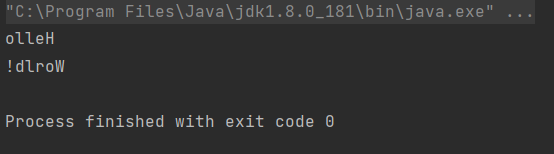 "C:\Program Files\Java\jdk1.8.0_181\bin\java.exe" ...
olleH
!dlroW
Process finished with exit code 0